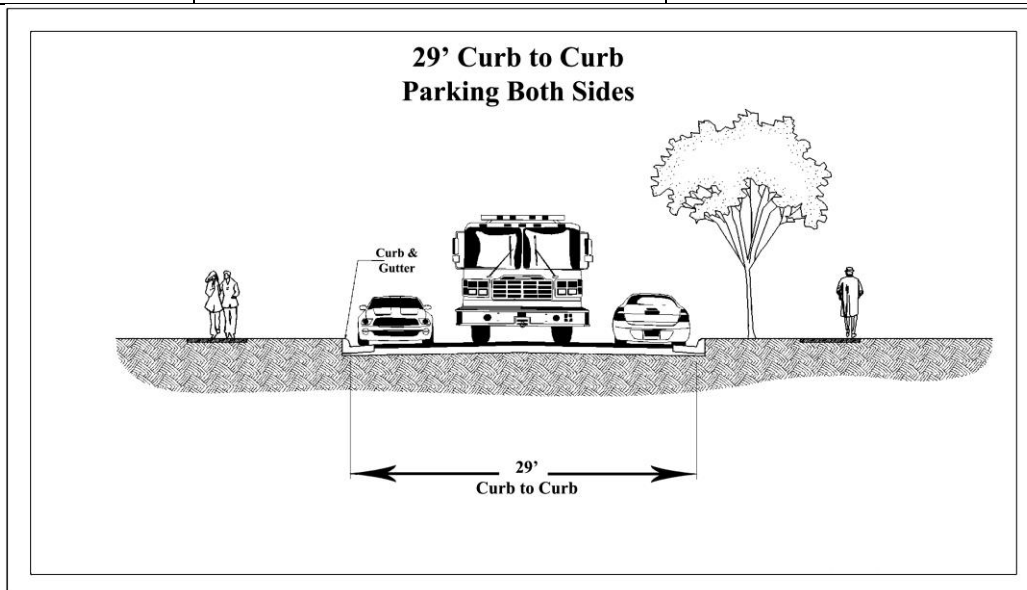 29’ Curb to Curb
Parking Both Sides
Curb &
Gutter
29’
Curb to Curb